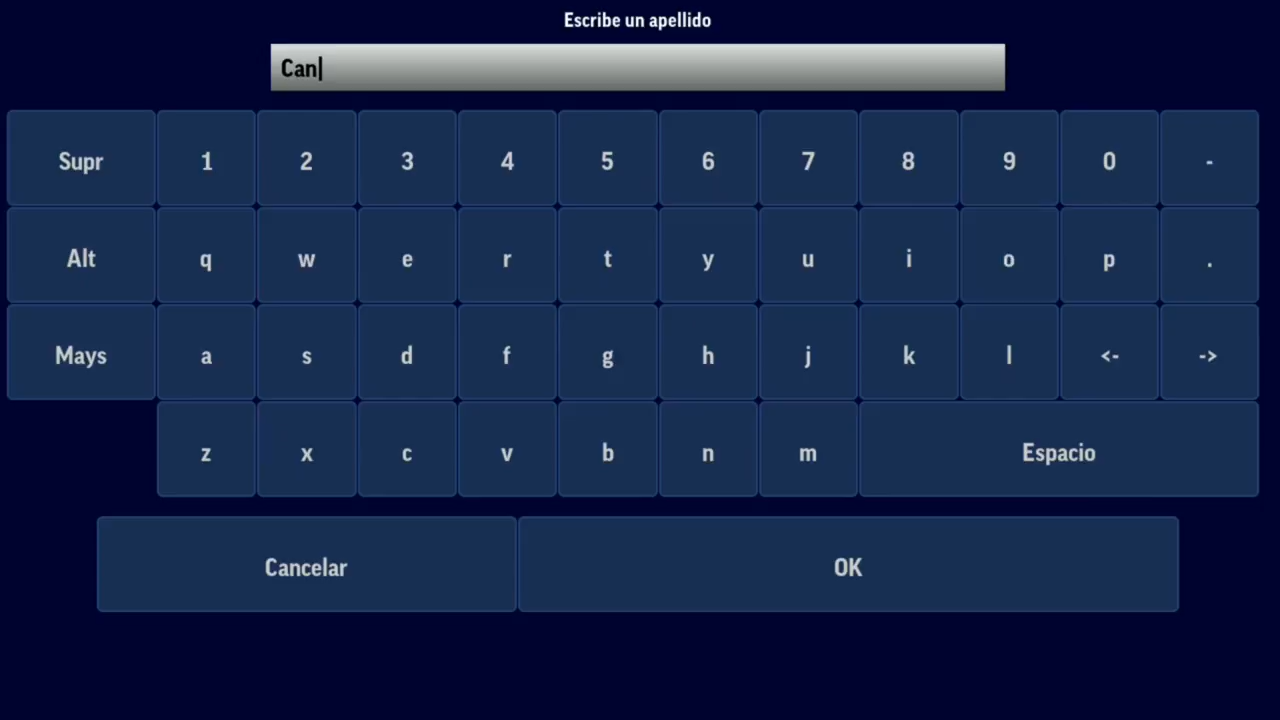 Escribe un apellido
Can
Supr 1 2 3 4 5 6 7 8 9 0 -
Alt q w e r t y u i o p .
Mays a s d f g h j k l <- ->
z x c v b n m Espacio
Cancelar OK